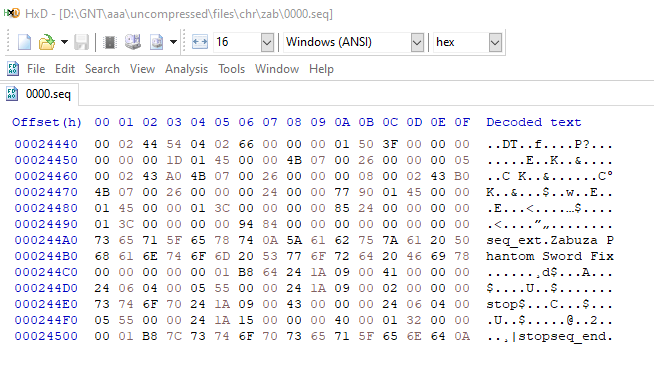 HxD - [D:\GNT\aaa\uncompressed\files\chr\zab\0000.seq]
16 Windows (ANSI) hex
File Edit Search View Analysis Tools Window Help
0000.seq
Offset(h) 00 01 02 03 04 05 06 07 08 09 0A 0B 0C 0D 0E 0F Decoded text
00024440 00 02 44 54 04 02 66 00 00 00 01 50 3F 00 00 00 ..DT..f....P?...
00024450 00 00 00 1D 01 45 00 00 4B 07 00 26 00 00 00 05 .....E..K..&....
00024460 00 02 43 A0 4B 07 00 26 00 00 00 08 00 02 43 B0 ..C K..&......C°
00024470 4B 07 00 26 00 00 00 24 00 00 77 90 01 45 00 00 K..&...$..w..E..
00024480 01 45 00 00 01 3C 00 00 00 00 85 24 00 00 00 00 .E...<....…$....
00024490 01 3C 00 00 00 00 94 84 00 00 00 00 00 00 00 00 .<....”„........
000244A0 73 65 71 5F 65 78 74 0A 5A 61 62 75 7A 61 20 50 seq_ext.Zabuza P
000244B0 68 61 6E 74 6F 6D 20 53 77 6F 72 64 20 46 69 78 hantom Sword Fix
000244C0 00 00 00 00 00 01 B8 64 24 1A 09 00 41 00 00 00 ......¸d$...A...
000244D0 24 06 04 00 05 55 00 00 24 1A 09 00 02 00 00 00 $....U..$.......
000244E0 73 74 6F 70 24 1A 09 00 43 00 00 00 24 06 04 00 stop$...C...$...
000244F0 05 55 00 00 24 1A 15 00 00 00 40 00 01 32 00 00 .U..$.....@..2..
00024500 00 01 B8 7C 73 74 6F 70 73 65 71 5F 65 6E 64 0A ..¸|stopseq_end.